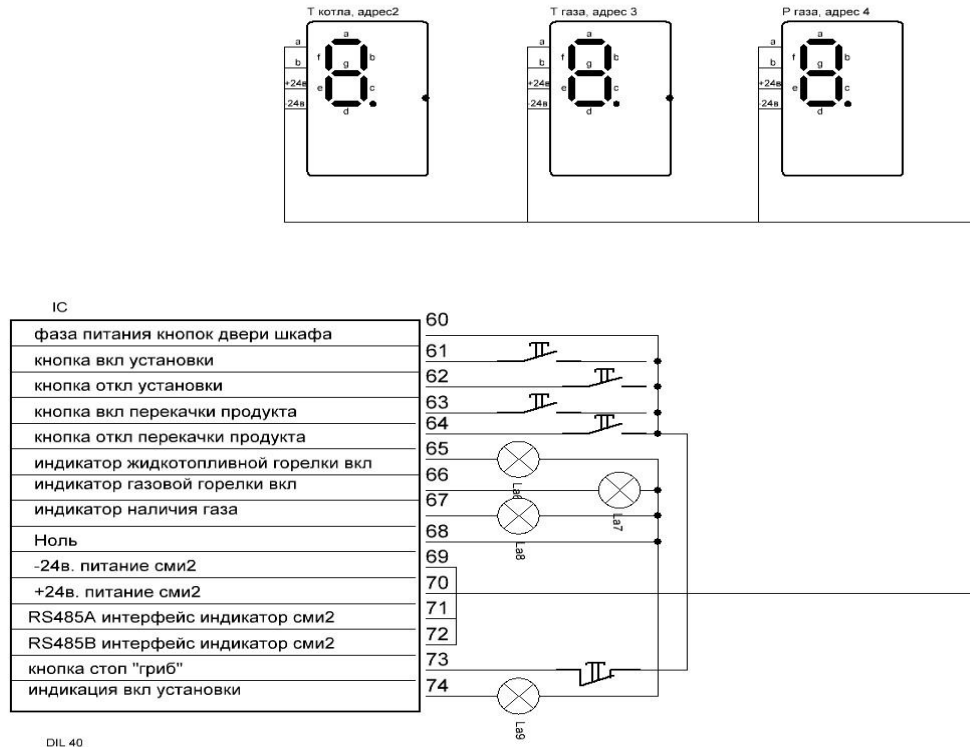 Т котла, адрес2
Т газа, адрес 3
Р газа, адрес 4
a
b
+24в
-24в
a
f
b
g
e
c
d
a
b
+24в
-24в
a
f
b
g
e
c
d
a
b
+24в
-24в
a
f
b
g
e
c
d
IC
фаза питания кнопок двери шкафа 60
кнопка вкл установки 61
кнопка откл установки 62
кнопка вкл перекачки продукта 63
кнопка откл перекачки продукта 64
индикатор жидкотопливной горелки вкл 65
индикатор газовой горелки вкл 66
индикатор наличия газа 67
Ноль 68
-24в. питание сми2 69
+24в. питание сми2 70
RS485A интерфейс индикатор сми2 71
RS485B интерфейс индикатор сми2 72
кнопка стоп "гриб" 73
индикация вкл установки 74
La7
La8
La9
DIL 40